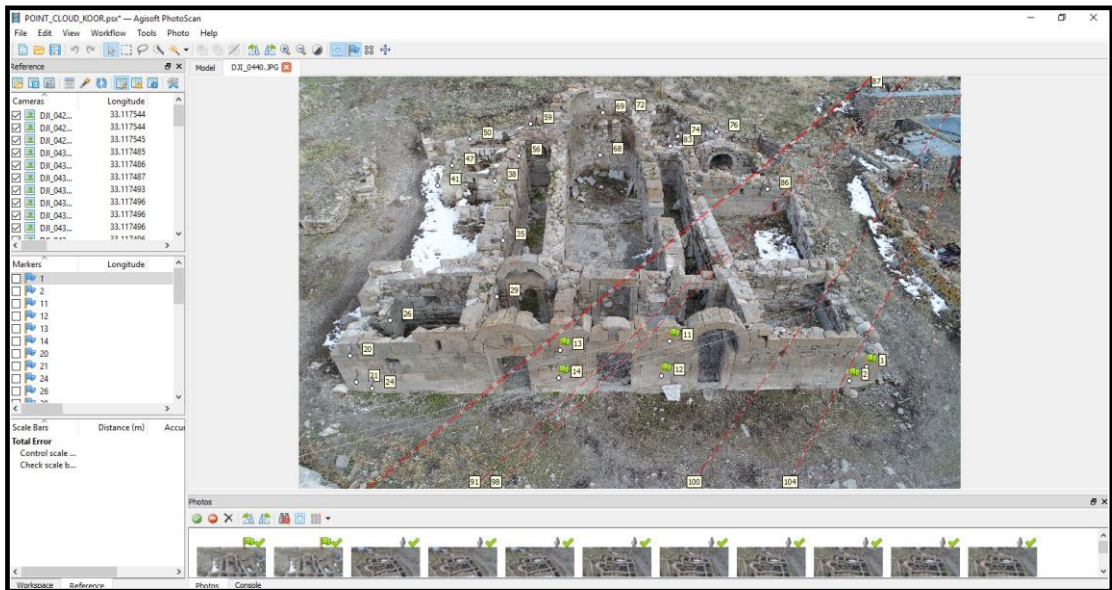 POINT_CLOUD_KOOR.psx* — Agisoft PhotoScan
File Edit View Workflow Tools Photo Help
Reference
Model DJI_0440.JPG
Cameras Longitude
DJI_042... 33.117544
DJI_042... 33.117544
DJI_042... 33.117545
DJI_043... 33.117485
DJI_043... 33.117486
DJI_043... 33.117487
DJI_043... 33.117493
DJI_043... 33.117496
DJI_043... 33.117496
DJI_043... 33.117496
Markers Longitude
1
2
11
12
13
14
20
21
24
26
Scale Bars Distance (m) Accu
Total Error
Control scale ...
Check scale b...
Workspace Reference
87
69 72
59
50
74 76
83
56
68
47
41
38
86
35
29
26
13
11
20
14
12
1
2
21
24
91 98 100 104
Photos
Photos Console